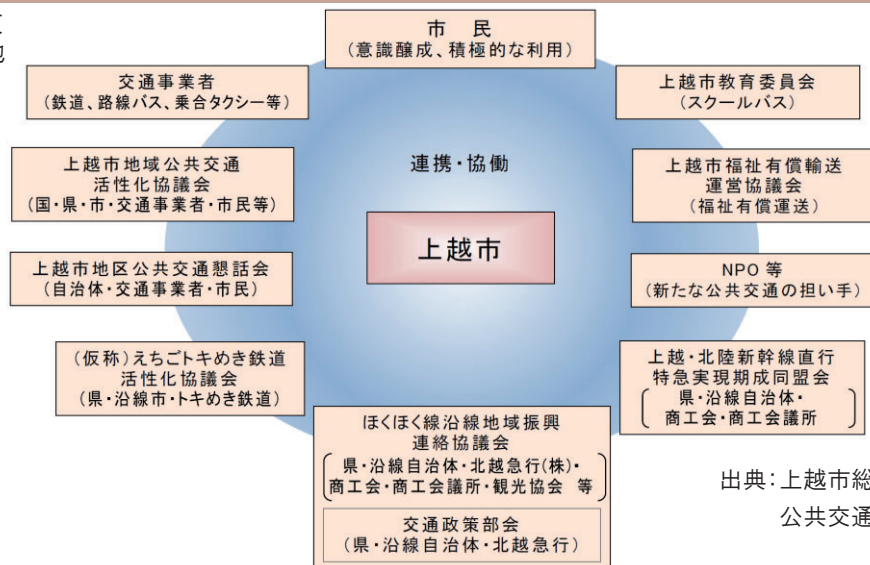 市　民
(意識醸成、積極的な利用)
交通事業者
(鉄道、路線バス、乗合タクシー等)
上越市教育委員会
(スクールバス)
上越市地域公共交通
活性化協議会
(国・県・市・交通事業者・市民等)
連携・協働
上越市福祉有償輸送
運営協議会
(福祉有償運送)
上越市
上越市地区公共交通懇話会
(自治体・交通事業者・市民)
NPO 等
(新たな公共交通の担い手)
(仮称)えちごトキめき鉄道
活性化協議会
(県・沿線市・トキめき鉄道)
上越・北陸新幹線直行
特急実現期成同盟会
県・沿線自治体・
商工会・商工会議所
ほくほく線沿線地域振興
連絡協議会
県・沿線自治体・北越急行(株)・
商工会・商工会議所・観光協会 等
交通政策部会
(県・沿線自治体・北越急行)
出典：上越市総
公共交通